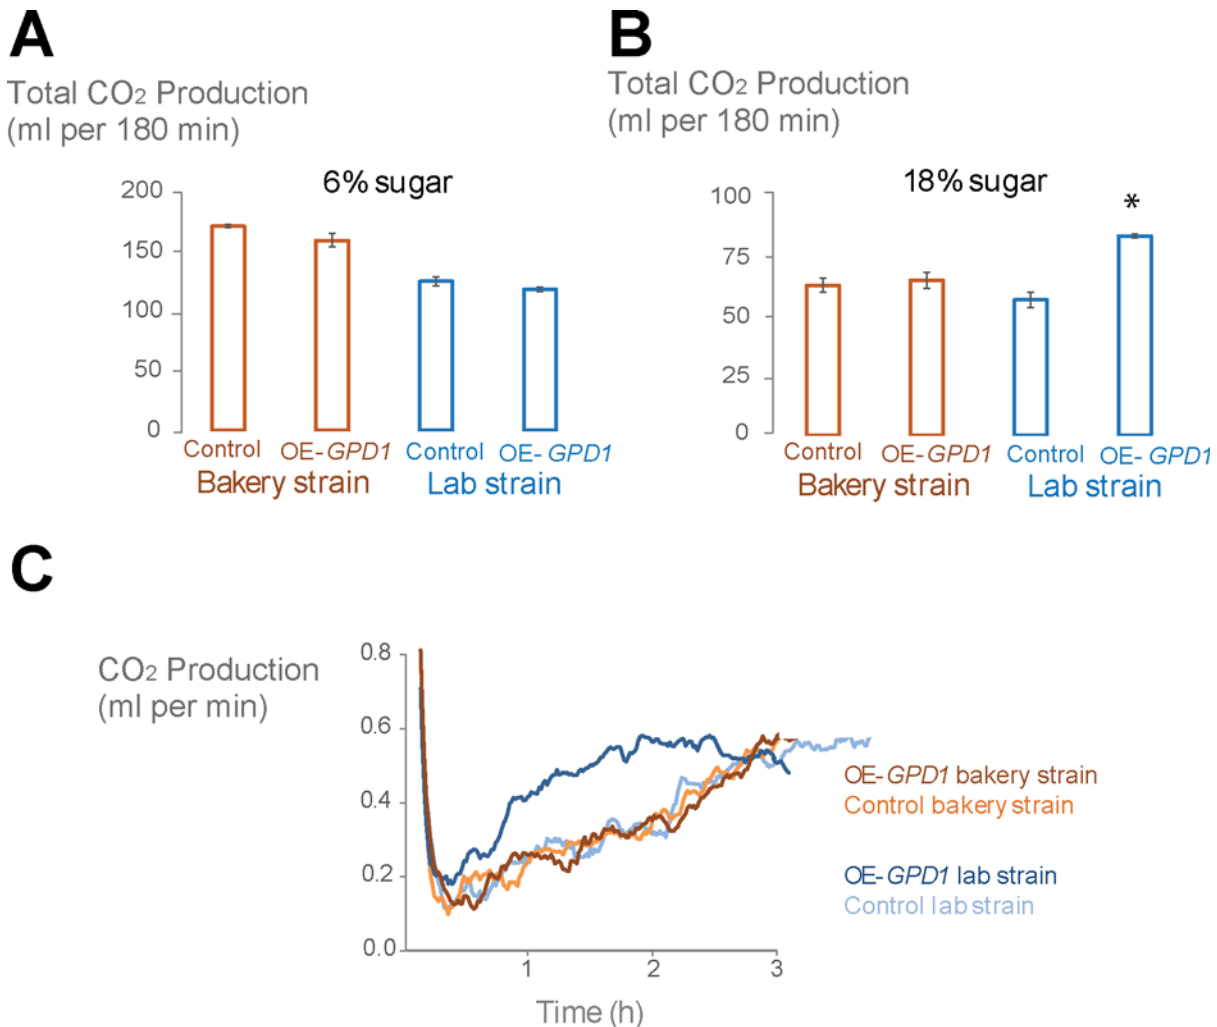 A
Total CO2 Production
(ml per 180 min)
6% sugar
200
150
100
50
0
Control OE-GPD1 Control OE-GPD1
Bakery strain Lab strain
B
Total CO2 Production
(ml per 180 min)
18% sugar
*
100
75
50
25
0
Control OE-GPD1 Control OE-GPD1
Bakery strain Lab strain
C
CO2 Production
(ml per min)
0.8
0.6
0.4
0.2
0.0
1 2 3
Time (h)
OE-GPD1 bakery strain
Control bakery strain
OE-GPD1 lab strain
Control lab strain